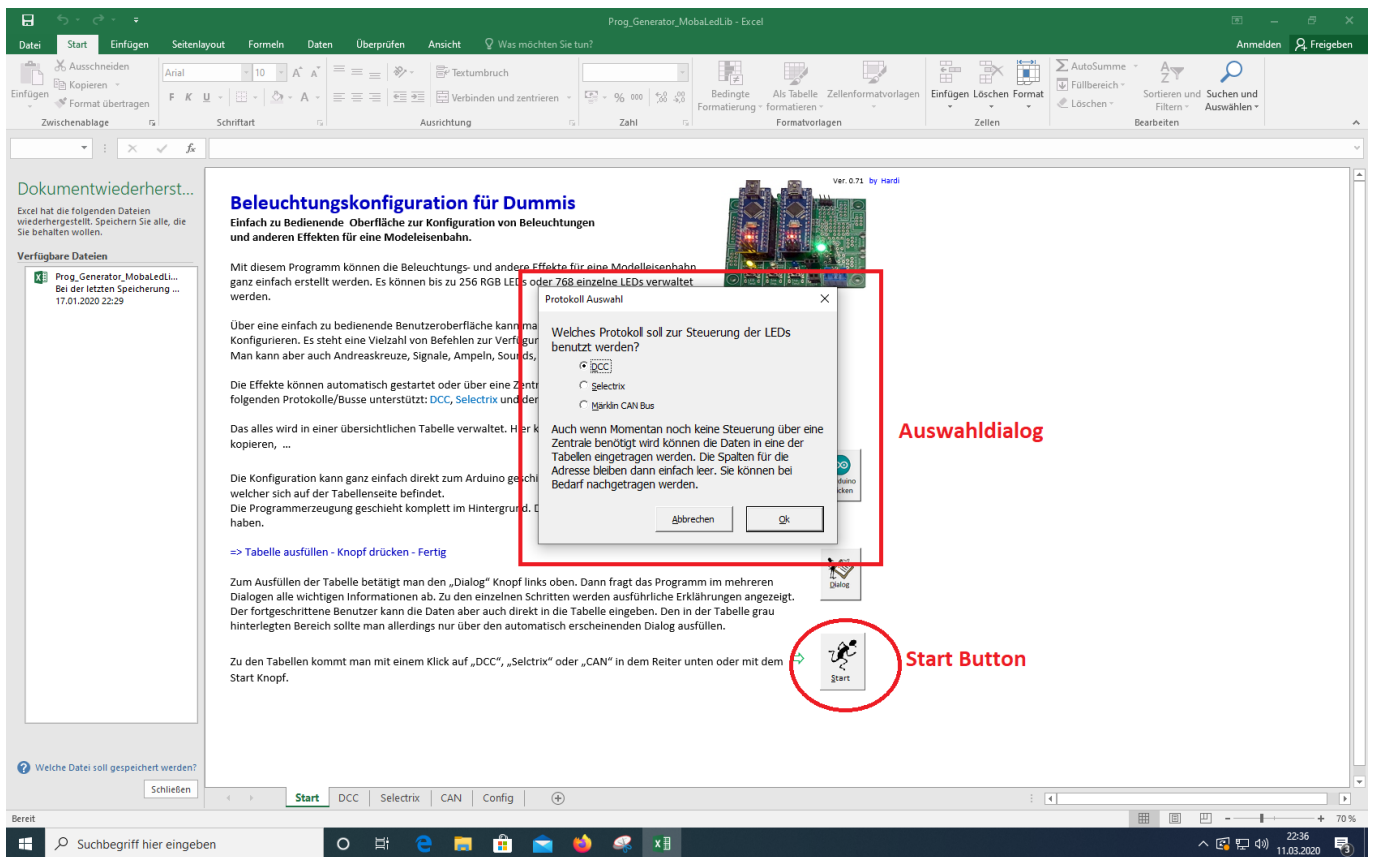 Prog_Generator_MobaLedLib - Excel
Datei Start Einfügen Seitenlayout Formeln Daten Überprüfen Ansicht Was möchten Sie tun? Anmelden Freigeben
Einfügen
Ausschneiden
Kopieren
Format übertragen
Zwischenablage
Arial 10
F K U
Schriftart
Textumbruch
Verbinden und zentrieren
Ausrichtung
% 000
Zahl
Bedingte Formatierung
Als Tabelle formatieren
Zellenformatvorlagen
Formatvorlagen
Einfügen Löschen Format
Zellen
AutoSumme
Füllbereich
Löschen
Sortieren und Filtern
Suchen und Auswählen
Bearbeiten
fx
Dokumentwiederherst...
Excel hat die folgenden Dateien
wiederhergestellt. Speichern Sie alle, die
Sie behalten wollen.
Verfügbare Dateien
Prog_Generator_MobaLedLi...
Bei der letzten Speicherung ...
17.01.2020 22:29
Welche Datei soll gespeichert werden?
Schließen
Ver. 0.71 by Hardi
Beleuchtungskonfiguration für Dummis
Einfach zu Bedienende Oberfläche zur Konfiguration von Beleuchtungen
und anderen Effekten für eine Modeleisenbahn.
Mit diesem Programm können die Beleuchtungs- und andere Effekte für eine Modelleisenbahn
ganz einfach erstellt werden. Es können bis zu 256 RGB LEDs oder 768 einzelne LEDs verwaltet
werden.
Über eine einfach zu bedienende Benutzeroberfläche kann
Konfigurieren. Es steht eine Vielzahl von Befehlen zur
Man kann aber auch Andreaskreuze, Signale, Ampeln, Sounds,
Die Effekte können automatisch gestartet oder über eine
folgenden Protokolle/Busse unterstützt: DCC, Selectrix und
Das alles wird in einer übersichtlichen Tabelle verwaltet.
kopieren, ...
Die Konfiguration kann ganz einfach direkt zum Arduino
welcher sich auf der Tabellenseite befindet.
Die Programmerzeugung geschieht komplett im Hintergrund.
haben.
=> Tabelle ausfüllen - Knopf drücken - Fertig
Zum Ausfüllen der Tabelle betätigt man den „Dialog“ Knopf links oben. Dann fragt das Programm im mehreren
Dialogen alle wichtigen Informationen ab. Zu den einzelnen Schritten werden ausführliche Erklährungen angezeigt.
Der fortgeschrittene Benutzer kann die Daten aber auch direkt in die Tabelle eingeben. Den in der Tabelle grau
hinterlegten Bereich sollte man allerdings nur über den automatisch erscheinenden Dialog ausfüllen.
Zu den Tabellen kommt man mit einem Klick auf „DCC“, „Selctrix“ oder „CAN“ in dem Reiter unten oder mit dem
Start Knopf.
Protokoll Auswahl
Welches Protokoll soll zur Steuerung der LEDs
benutzt werden?
DCC
Selectrix
Märklin CAN Bus
Auch wenn Momentan noch keine Steuerung über eine
Zentrale benötigt wird können die Daten in eine der
Tabellen eingetragen werden. Die Spalten für die
Adresse bleiben dann einfach leer. Sie können bei
Bedarf nachgetragen werden.
Abbrechen Ok
Auswahldialog
Dialog
Start
Start Button
Start DCC Selectrix CAN Config
Bereit
70 %
Suchbegriff hier eingeben
22:36
11.03.2020
3